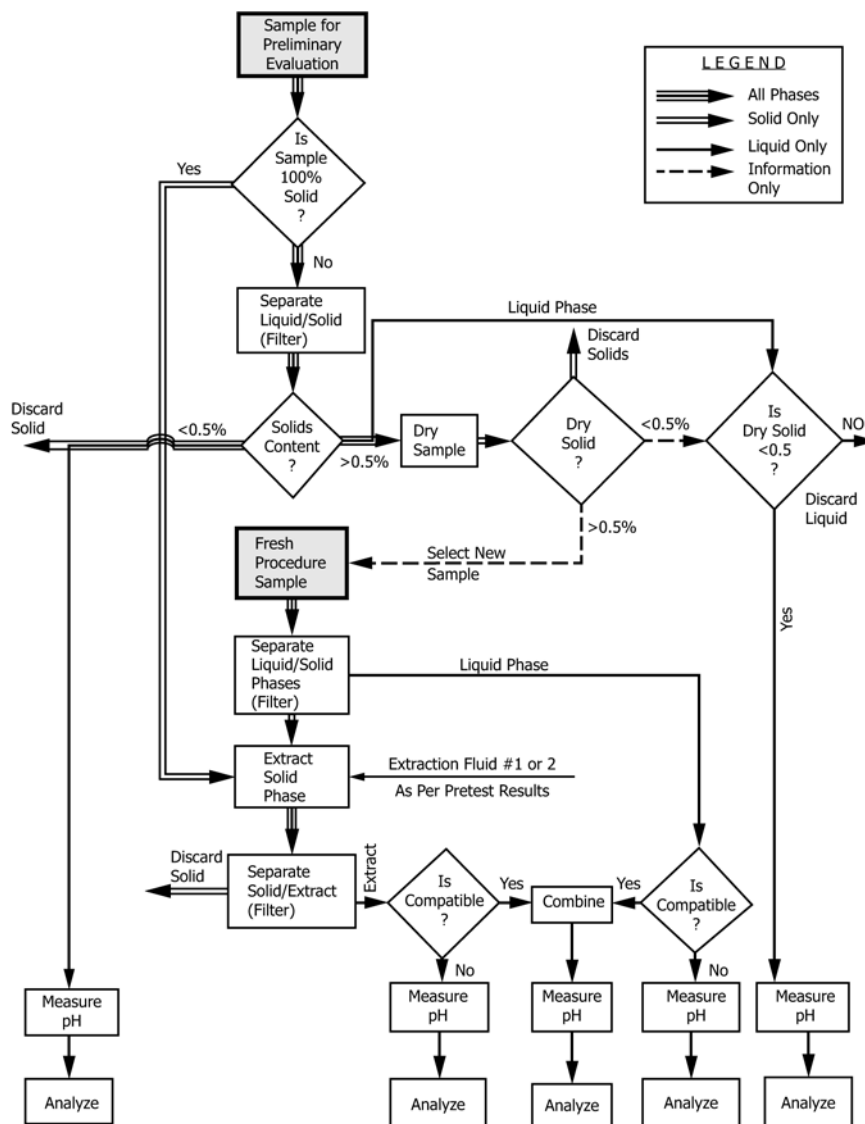 Sample for
Preliminary
Evaluation
L E G E N D
All Phases
Solid Only
Liquid Only
Information
Only
Is
Sample
100%
Solid
?
Yes
No
Separate
Liquid/Solid
(Filter)
Liquid Phase
Discard
Solids
Discard
Solid
<0.5%
Solids
Content
?
>0.5%
Dry
Sample
Dry
Solid
?
<0.5%
Is
Dry Solid
<0.5
?
NO
Discard
Liquid
>0.5%
Fresh
Procedure
Sample
Select New
Sample
Yes
Separate
Liquid/Solid
Phases
(Filter)
Liquid Phase
Extract
Solid
Phase
Extraction Fluid #1 or 2
As Per Pretest Results
Discard
Solid
Separate
Solid/Extract
(Filter)
Extract
Is
Compatible
?
Yes
Combine
Yes
Is
Compatible
?
No
No
Measure
pH
Measure
pH
Measure
pH
Measure
pH
Measure
pH
Analyze
Analyze
Analyze
Analyze
Analyze